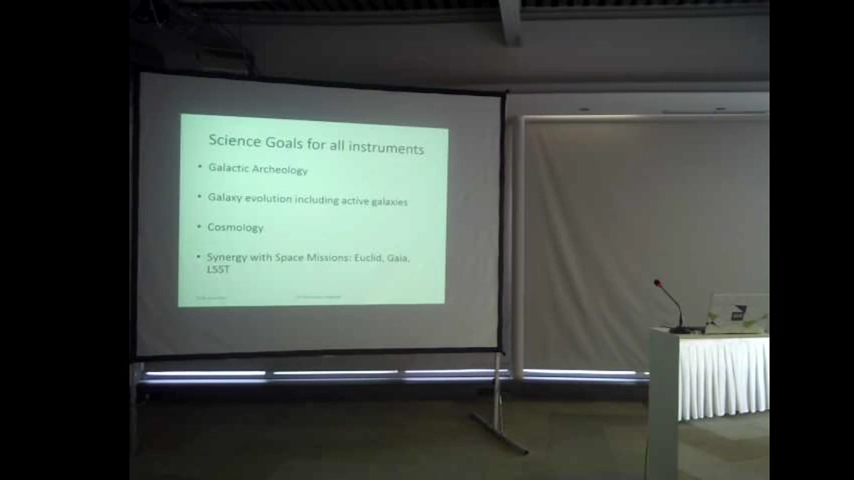 Science Goals for all instruments
• Galactic Archeology
• Galaxy evolution including active galaxies
• Cosmology
• Synergy with Space Missions: Euclid, Gaia,
LSST